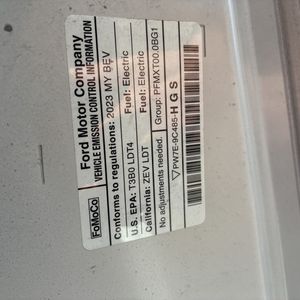 FoMoCo
Ford Motor Company
VEHICLE EMISSION CONTROL INFORMATION
Conforms to regulations: 2023 MY BEV
U.S. EPA: T3B0 LDT4 Fuel: Electric
California: ZEV LDT Fuel: Electric
No adjustments needed. Group: PFMXT00.0BG1
PW7E-9C485-HGS